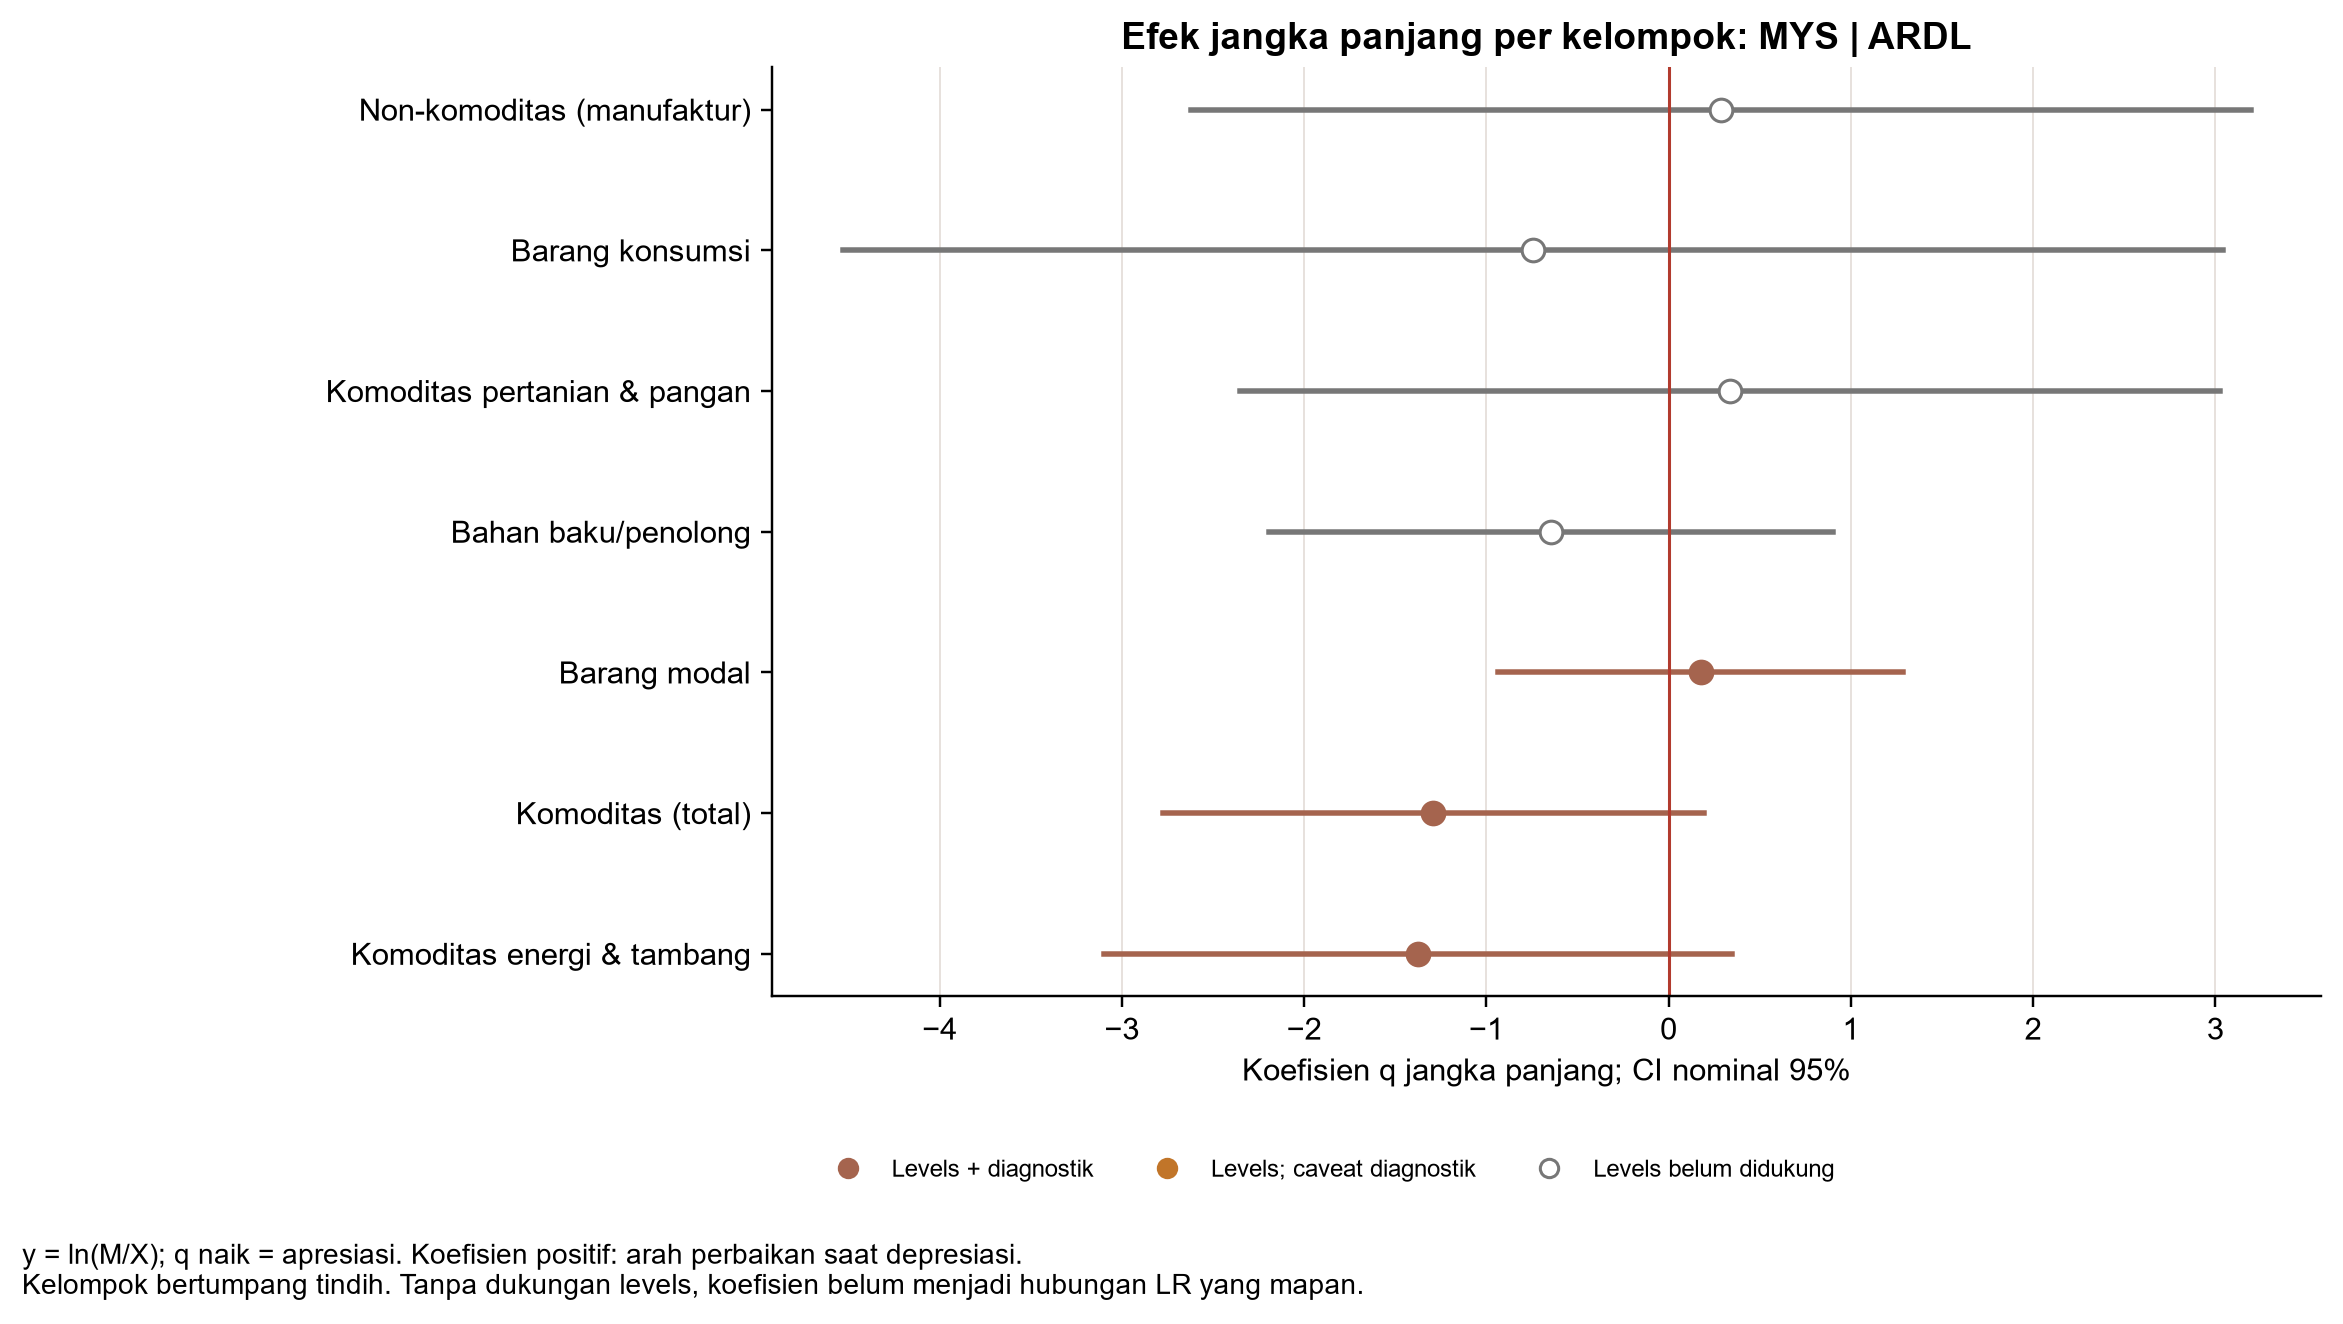 Efek jangka panjang per kelompok: MYS | ARDL
Non-komoditas (manufaktur)
Barang konsumsi
Komoditas pertanian & pangan
Bahan baku/penolong
Barang modal
Komoditas (total)
Komoditas energi & tambang
−4 −3 −2 −1 0 1 2 3
Koefisien q jangka panjang; CI nominal 95%
Levels + diagnostik Levels; caveat diagnostik Levels belum didukung
y = ln(M/X); q naik = apresiasi. Koefisien positif: arah perbaikan saat depresiasi.
Kelompok bertumpang tindih. Tanpa dukungan levels, koefisien belum menjadi hubungan LR yang mapan.